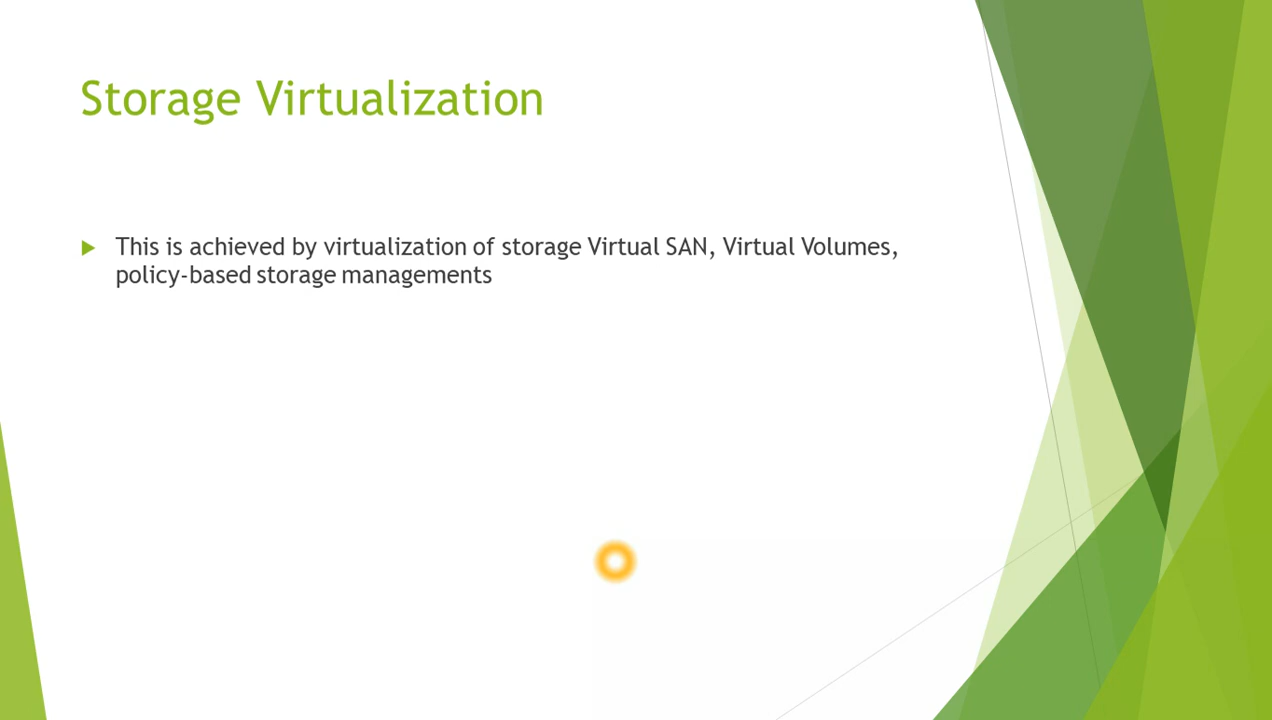 Storage Virtualization
This is achieved by virtualization of storage Virtual SAN, Virtual Volumes,
policy-based storage managements